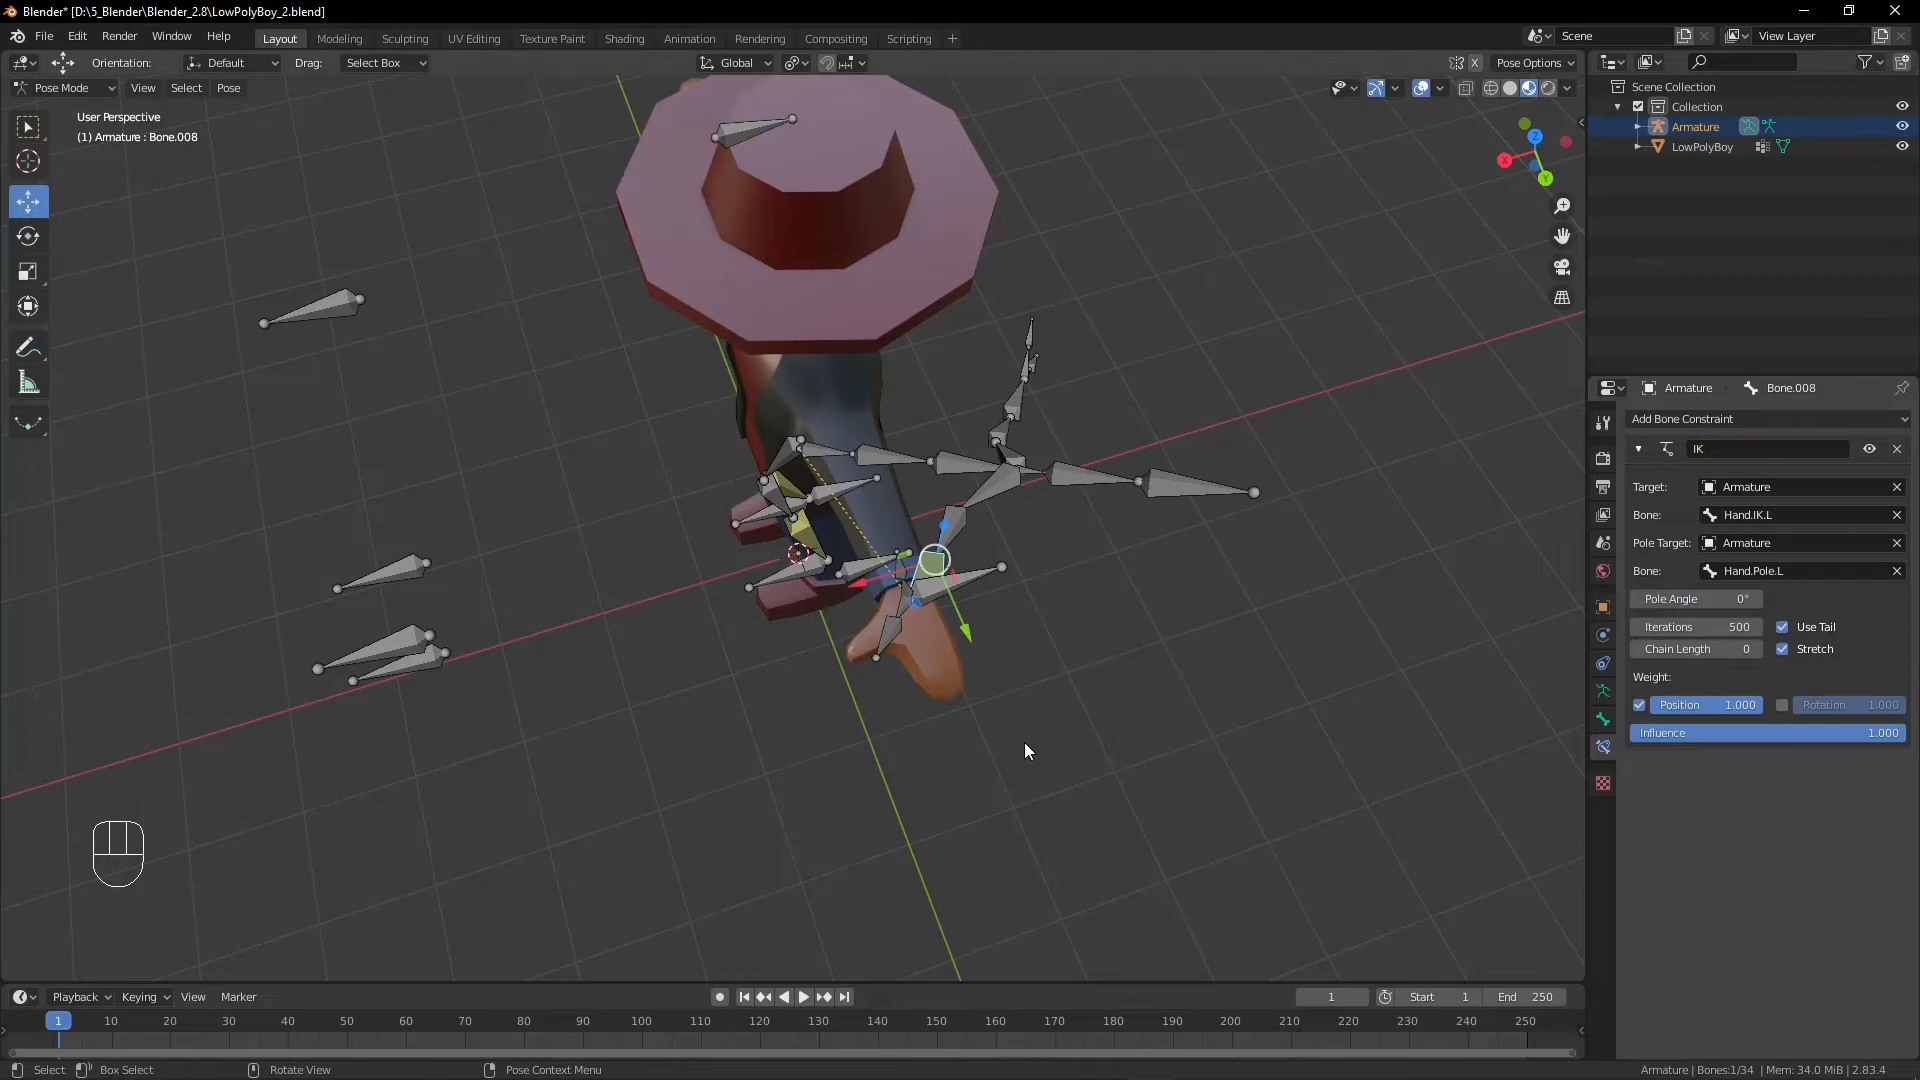 Blender* [D:\5_Blender\Blender_2.8\LowPolyBoy_2.blend]
File Edit Render Window Help
Layout Modeling Sculpting UV Editing Texture Paint Shading Animation Rendering Compositing Scripting +
Scene
View Layer
Orientation: Default Drag: Select Box
Global
X Pose Options
Pose Mode View Select Pose
User Perspective
(1) Armature : Bone.008
Z
X
Y
Scene Collection
Collection
Armature
LowPolyBoy
Armature Bone.008
Add Bone Constraint
IK
Target: Armature
Bone: Hand.IK.L
Pole Target: Armature
Bone: Hand.Pole.L
Pole Angle 0°
Iterations 500 Use Tail
Chain Length 0 Stretch
Weight:
Position 1.000 Rotation 1.000
Influence 1.000
Playback Keying View Marker
1 Start 1 End 250
1 10 20 30 40 50 60 70 80 90 100 110 120 130 140 150 160 170 180 190 200 210 220 230 240 250
Select Box Select Rotate View Pose Context Menu
Armature | Bones:1/34 | Mem: 34.0 MiB | 2.83.4